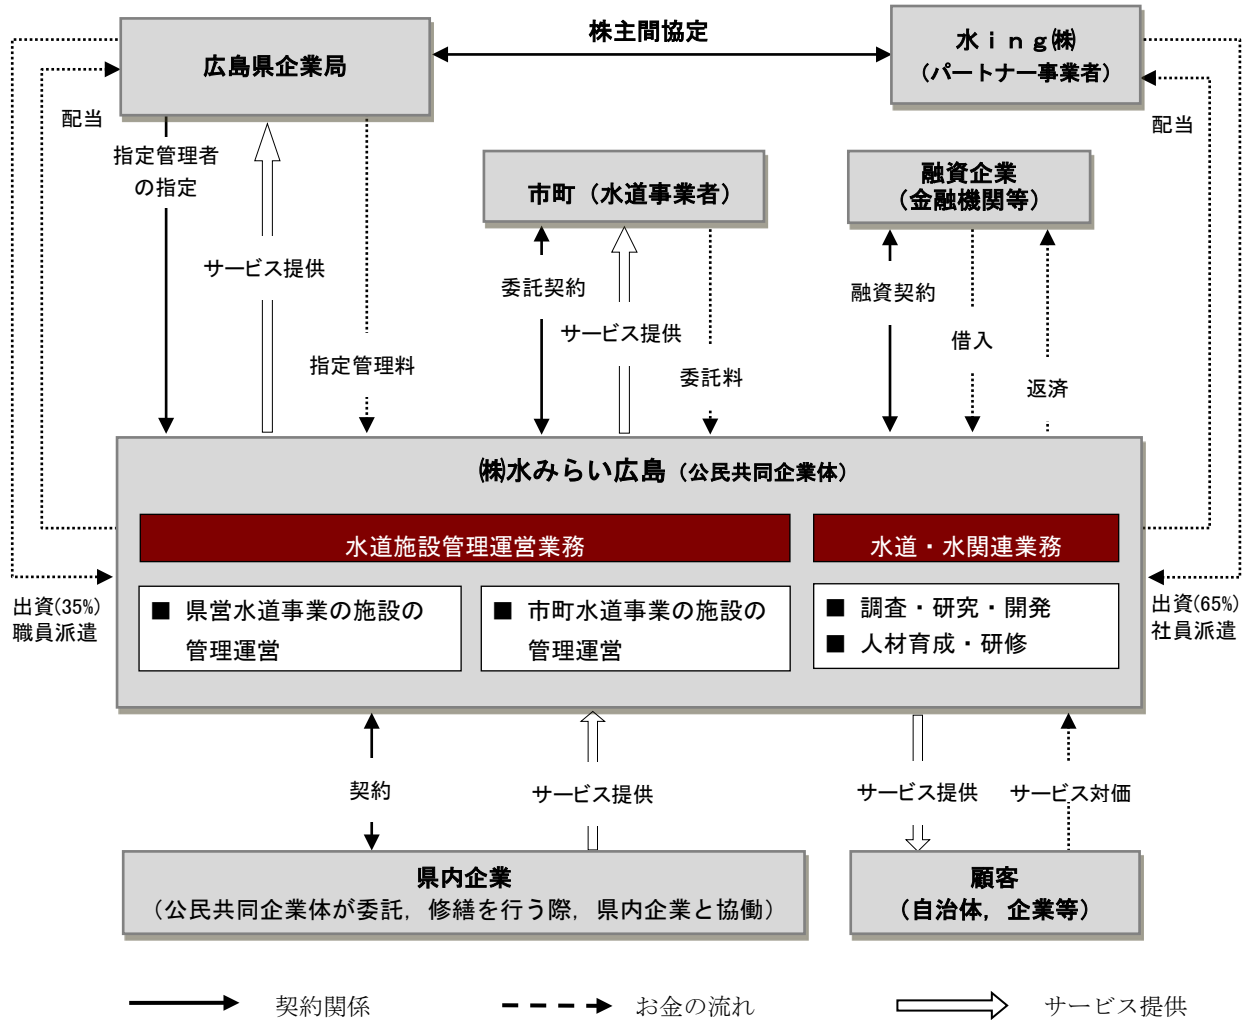 株主間協定
広島県企業局
水ing㈱
(パートナー事業者)
配当
配当
指定管理者
の指定
市町(水道事業者)
融資企業
(金融機関等)
サービス提供
委託契約
融資契約
サービス提供
借入
指定管理料
委託料
返済
㈱水みらい広島(公民共同企業体)
水道施設管理運営業務
水道・水関連業務
出資(35%)
職員派遣
■ 県営水道事業の施設の
管理運営
■ 市町水道事業の施設の
管理運営
■ 調査・研究・開発
■ 人材育成・研修
出資(65%)
社員派遣
契約
サービス提供
サービス提供
サービス対価
県内企業
(公民共同企業体が委託,修繕を行う際,県内企業と協働)
顧客
(自治体,企業等)
契約関係
お金の流れ
サービス提供